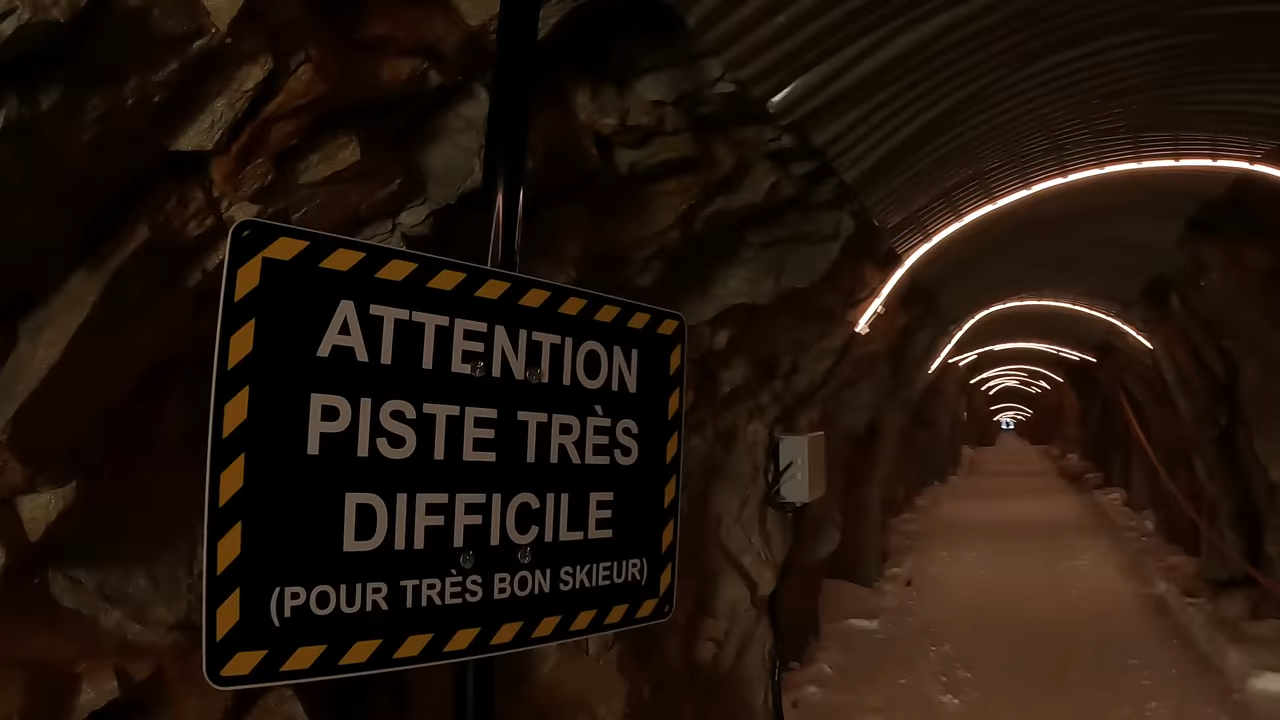 ATTENTION
PISTE TRÈS
DIFFICILE
(POUR TRÈS BON SKIEUR)